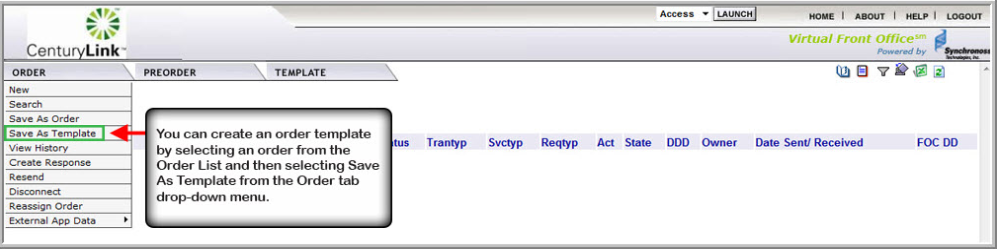 Access LAUNCH HOME | ABOUT | HELP | LOGOUT
CenturyLink™
Virtual Front Office℠
Powered by Synchronoss
Technologies, Inc.
ORDER PREORDER TEMPLATE
New
Search
Save As Order
Save As Template
View History
Create Response
Resend
Disconnect
Reassign Order
External App Data
You can create an order template
by selecting an order from the
Order List and then selecting Save
As Template from the Order tab
drop-down menu.
tus Trantyp Svctyp Reqtyp Act State DDD Owner Date Sent/ Received FOC DD